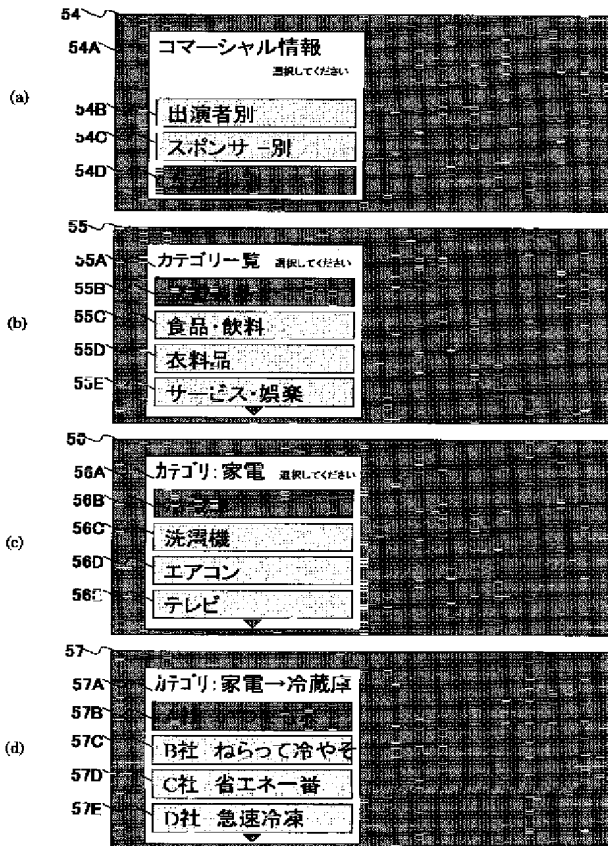 54
54A
コマーシャル情報
選択してください
(a)
54B
出演者別
54C
スポンサー別
54D
55
55A
カテゴリ一覧 選択してください
55B
(b)
55C
食品・飲料
55D
衣料品
55E
サービス・娯楽
56A
カテゴリ:家電 選択してください
56B
(c)
56C
洗濯機
56D
エアコン
テレビ
57
57A
カテゴリ:家電→冷蔵庫
57B
57C
(d)
B社 ねらって冷やそ
57D
C社 省エネ一番
57E
D社 急速冷凍